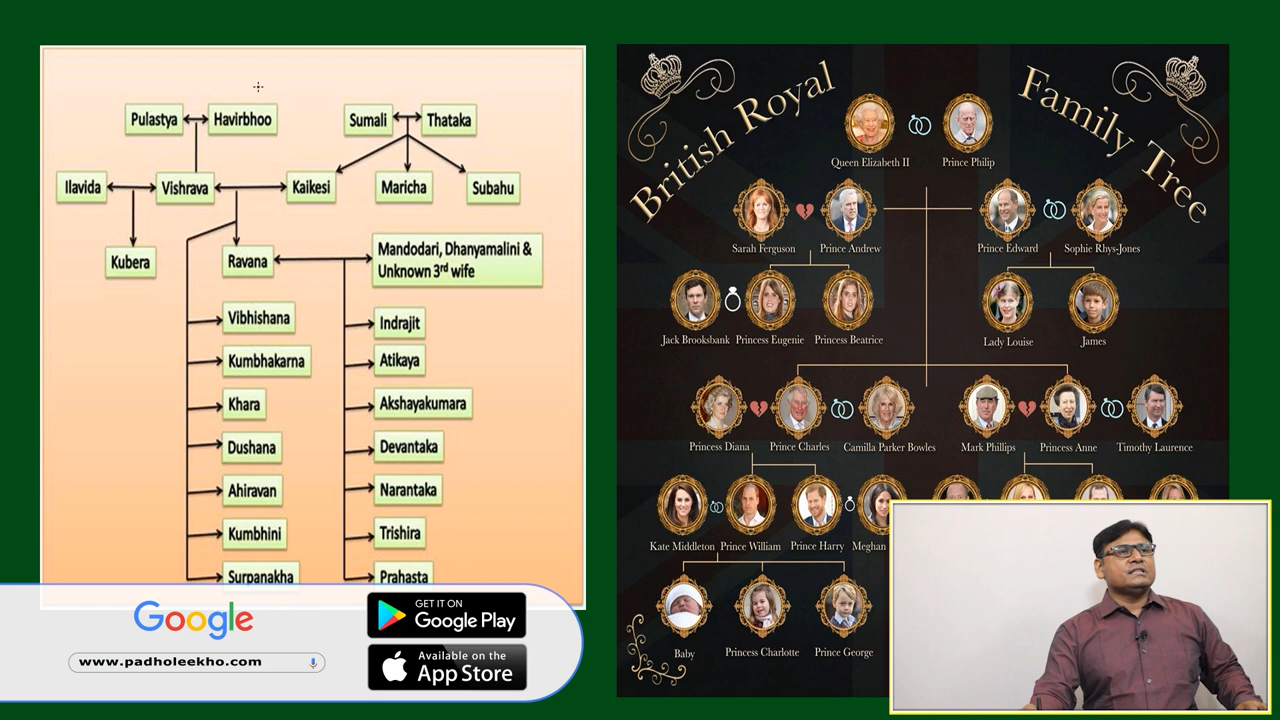 Pulastya
Havirbhoo
Sumali
Thataka
Ilavida
Vishrava
Kaikesi
Maricha
Subahu
Kubera
Ravana
Mandodari, Dhanyamalini &
Unknown 3rd wife
Vibhishana
Indrajit
Kumbhakarna
Atikaya
Khara
Akshayakumara
Dushana
Devantaka
Ahiravan
Narantaka
Kumbhini
Trishira
Surpanakha
Prahasta
Google
www.padholeekho.com
GET IT ON
Google Play
Available on the
App Store
British Royal
Family Tree
Queen Elizabeth II
Prince Philip
Sarah Ferguson
Prince Andrew
Prince Edward
Sophie Rhys-Jones
Jack Brooksbank
Princess Eugenie
Princess Beatrice
Lady Louise
James
Princess Diana
Prince Charles
Camilla Parker Bowles
Mark Phillips
Princess Anne
Timothy Laurence
Kate Middleton
Prince William
Prince Harry
Meghan
Baby
Princess Charlotte
Prince George